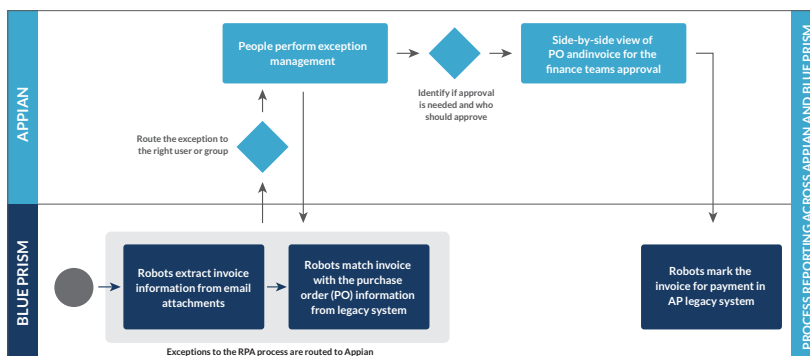 APPIAN
BLUE PRISM
People perform exception
management
Identify if approval
is needed and who
should approve
Side-by-side view of
PO andinvoice for the
finance teams approval
Route the exception to
the right user or group
Robots extract invoice
information from email
attachments
Robots match invoice
with the purchase
order (PO) information
from legacy system
Robots mark the
invoice for payment in
AP legacy system
Exceptions to the RPA process are routed to Appian
PROCESS REPORTING ACROSS APPIAN AND BLUE PRISM